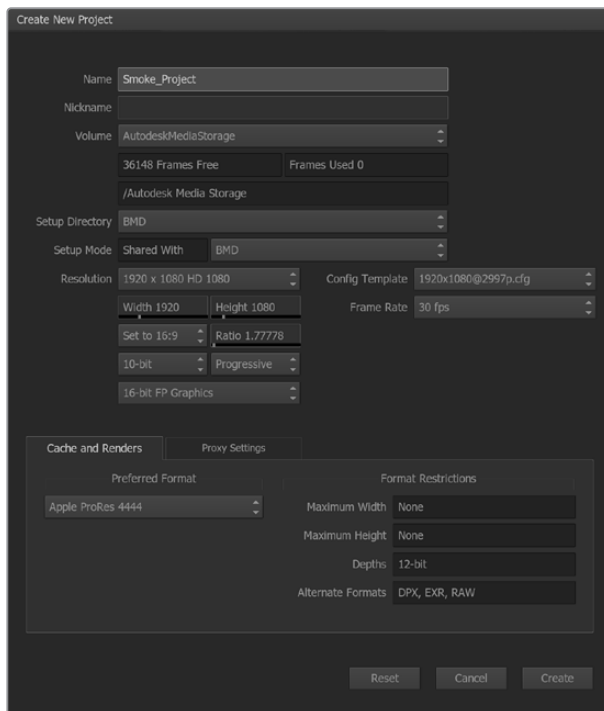 Create New Project
Name Smoke_Project
Nickname
Volume AutodeskMediaStorage
36148 Frames Free Frames Used 0
/Autodesk Media Storage
Setup Directory BMD
Setup Mode Shared With BMD
Resolution 1920 x 1080 HD 1080 Config Template 1920x1080@2997p.cfg
Width 1920 Height 1080 Frame Rate 30 fps
Set to 16:9 Ratio 1.77778
10-bit Progressive
16-bit FP Graphics
Cache and Renders Proxy Settings
Preferred Format Format Restrictions
Apple ProRes 4444 Maximum Width None
Maximum Height None
Depths 12-bit
Alternate Formats DPX, EXR, RAW
Reset Cancel Create